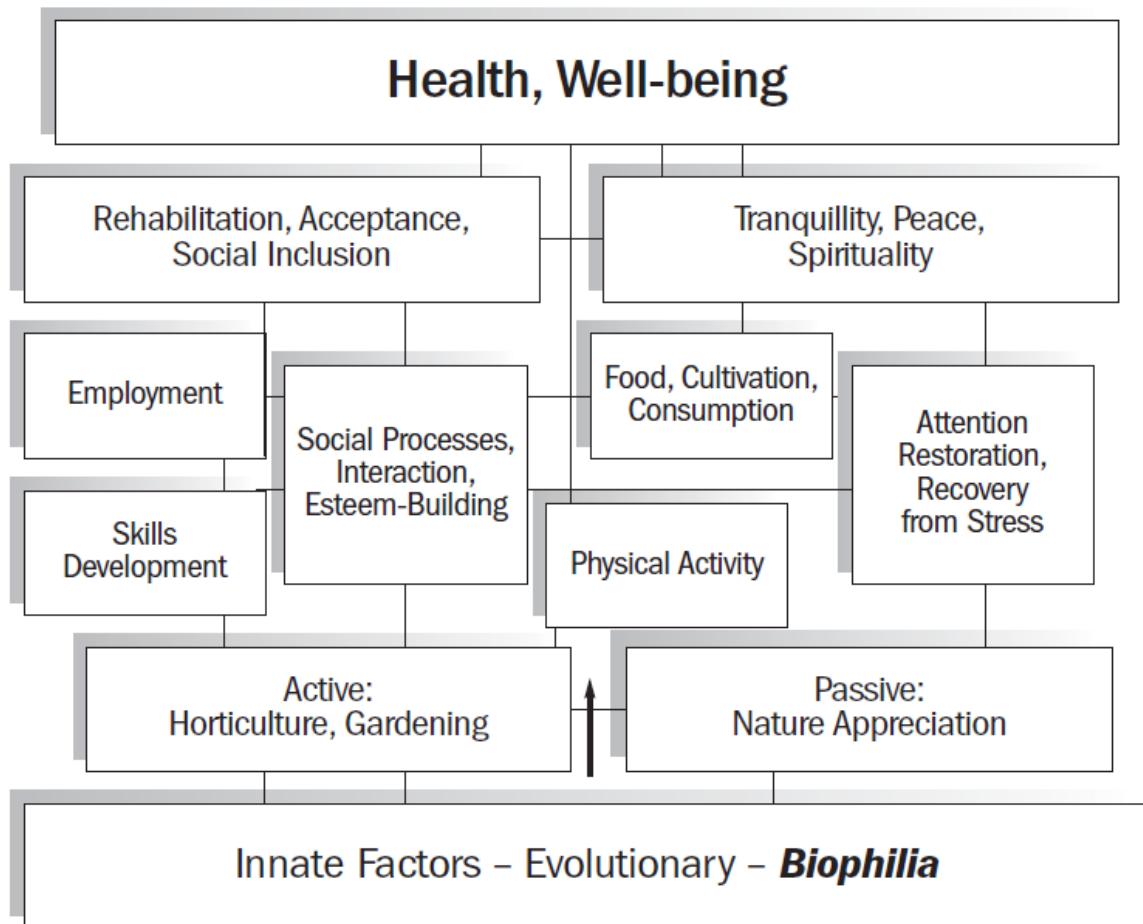 Health, Well-being
Rehabilitation, Acceptance,
Social Inclusion
Tranquillity, Peace,
Spirituality
Employment
Social Processes,
Interaction,
Esteem-Building
Food, Cultivation,
Consumption
Attention
Restoration,
Recovery
from Stress
Skills
Development
Physical Activity
Active:
Horticulture, Gardening
Passive:
Nature Appreciation
Innate Factors – Evolutionary – Biophilia